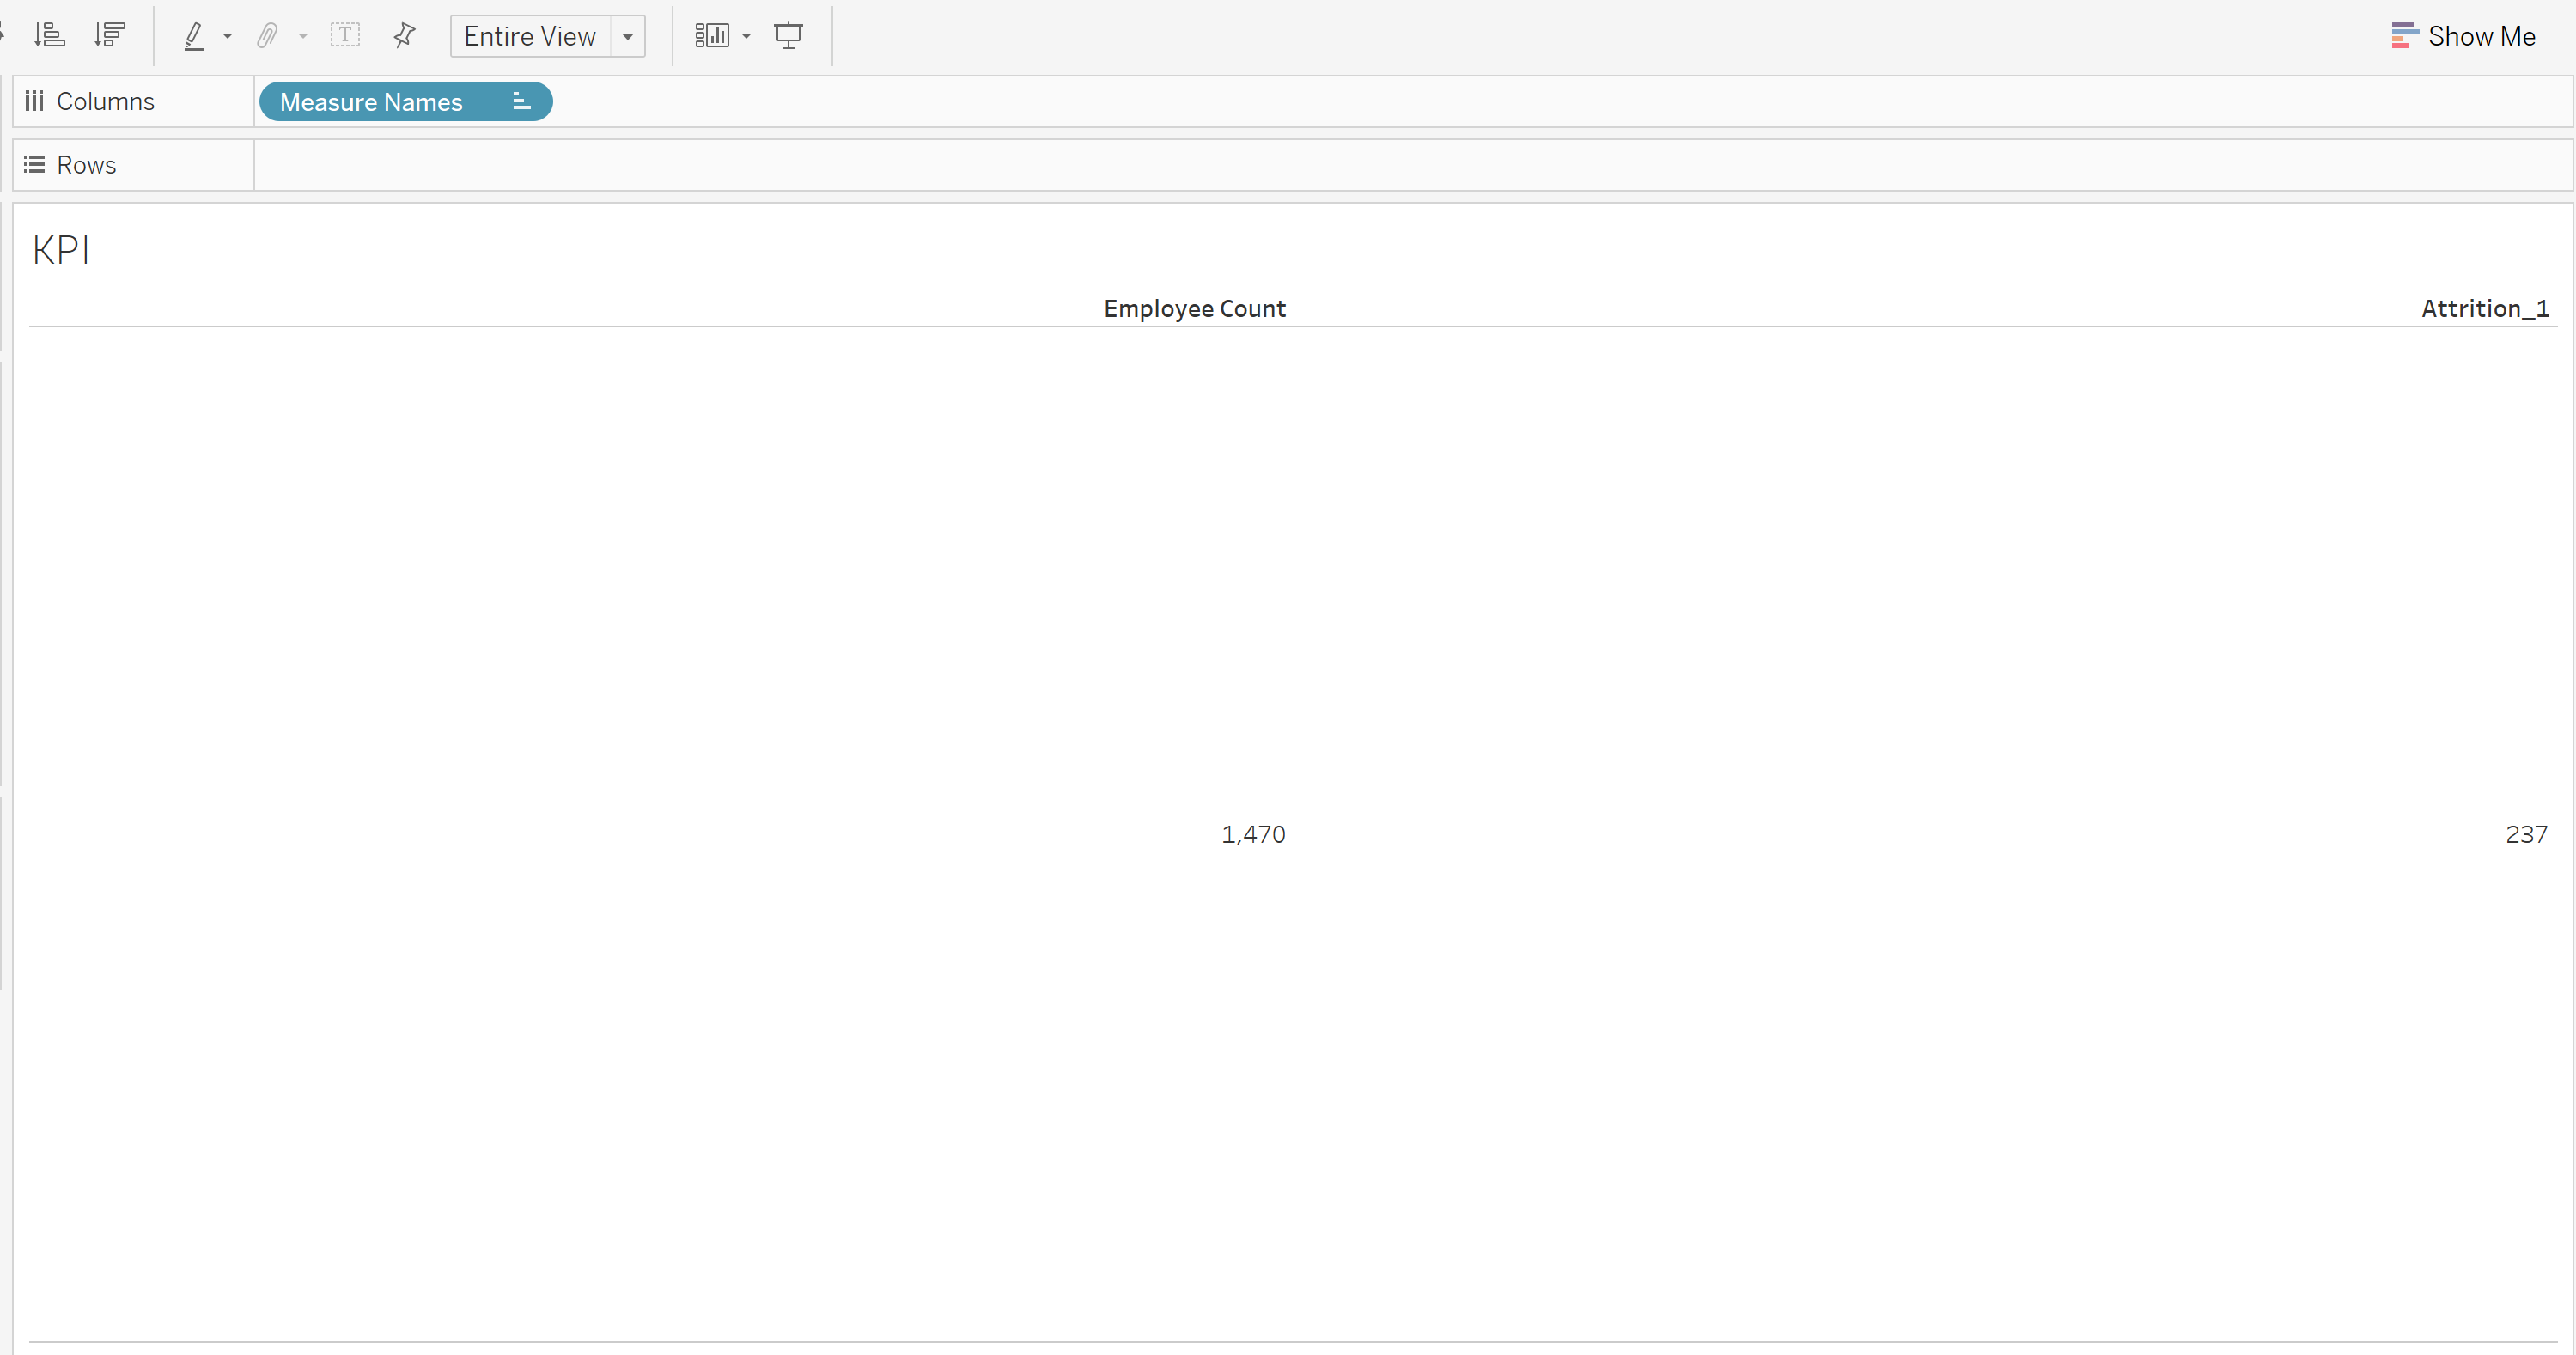 T Entire View Show Me
Columns Measure Names
Rows
KPI
Employee Count Attrition_1
1,470 237